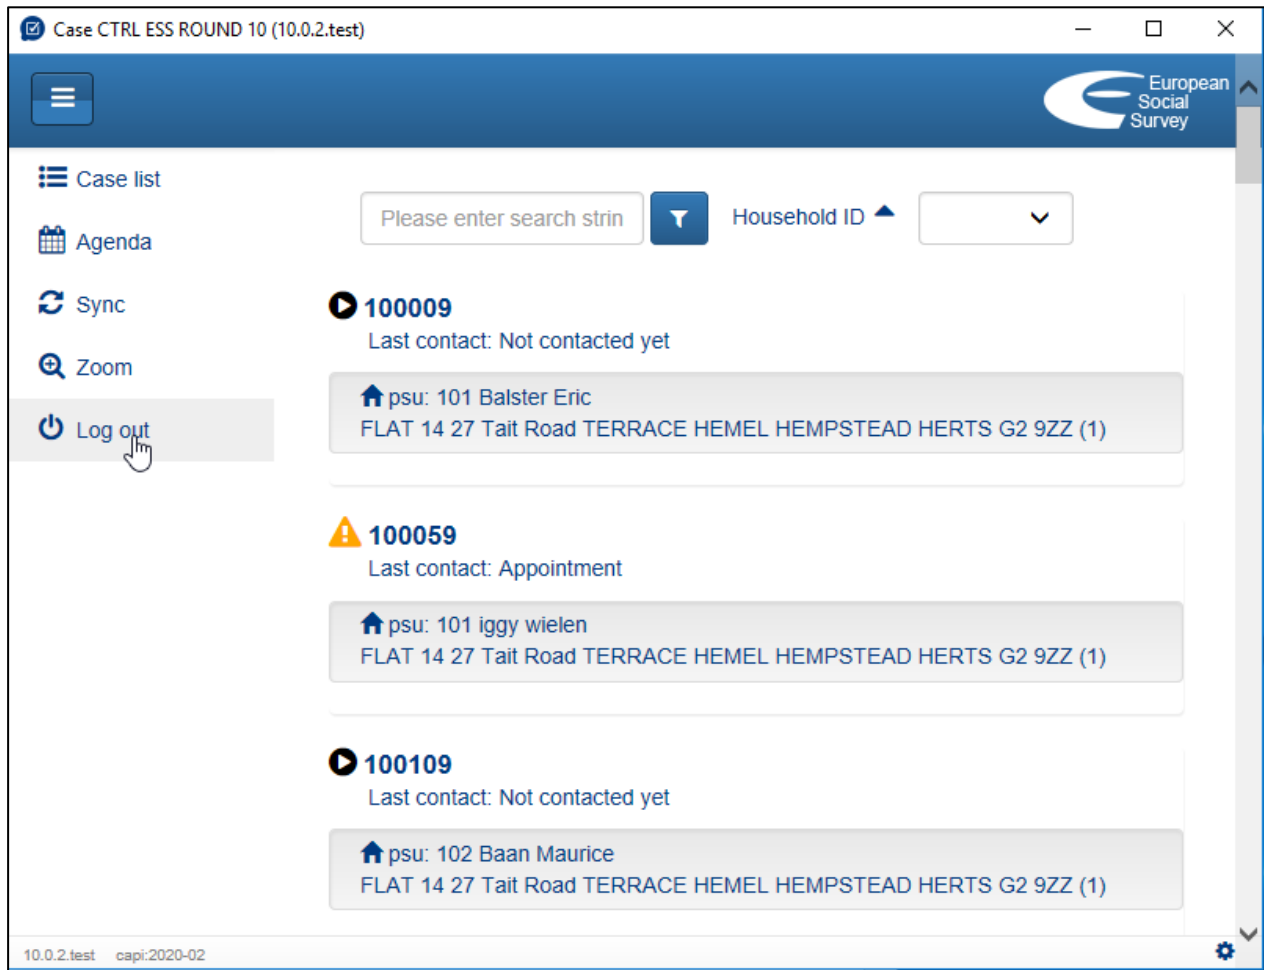 Case CTRL ESS ROUND 10 (10.0.2.test)
European
Social
Survey
Case list
Agenda
Sync
Zoom
Log out
Please enter search strin
Household ID
100009
Last contact: Not contacted yet
psu: 101 Balster Eric
FLAT 14 27 Tait Road TERRACE HEMEL HEMPSTEAD HERTS G2 9ZZ (1)
100059
Last contact: Appointment
psu: 101 iggy wielen
FLAT 14 27 Tait Road TERRACE HEMEL HEMPSTEAD HERTS G2 9ZZ (1)
100109
Last contact: Not contacted yet
psu: 102 Baan Maurice
FLAT 14 27 Tait Road TERRACE HEMEL HEMPSTEAD HERTS G2 9ZZ (1)
10.0.2.test capi:2020-02